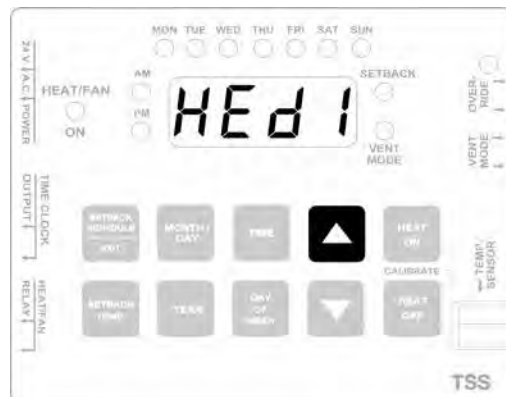 MON TUE WED THU FRI SAT SUN
24 V A.C. POWER
HEAT/FAN
ON
AM
PM
HEd1
SETBACK
VENT
MODE
OVER-
RIDE
VENT
MODE
TIME CLOCK
OUTPUT
SETBACK
SCHEDULE
EXIT
MONTH /
DAY
TIME
HEAT
ON
CALIBRATE
HEAT/FAN
RELAY
SETBACK
TEMP
YEAR
DAY
OF
WEEK
HEAT
OFF
TEMP.
SENSOR
TSS